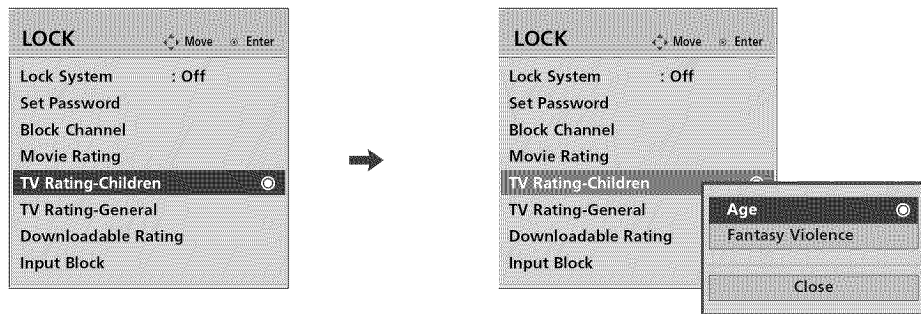 LOCK Move Enter
Lock System : Off
Set Password
Block Channel
Movie Rating
TV Rating-Children
TV Rating-General
Downloadable Rating
Input Block
LOCK Move Enter
Lock System : Off
Set Password
Block Channel
Movie Rating
TV Rating-Children
TV Rating-General
Downloadable Rating
Input Block
Age
Fantasy Violence
Close